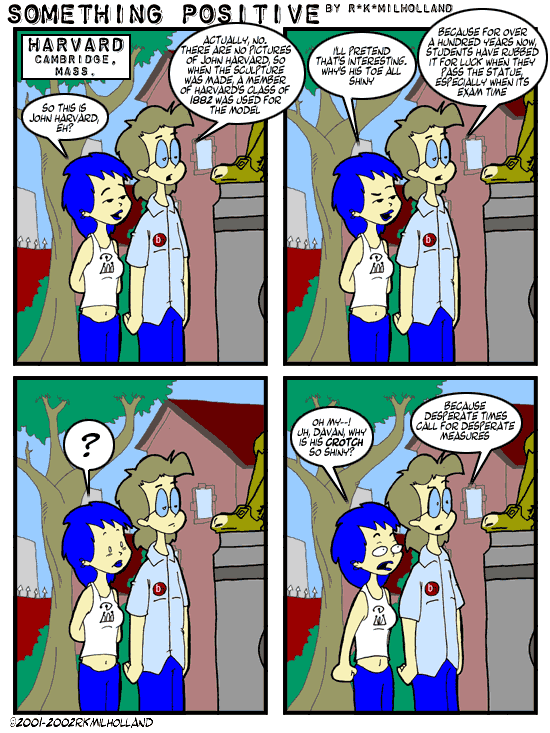 SOMETHING POSITIVE BY R*K*MILHOLLAND
HARVARD
CAMBRIDGE,
MASS.
SO THIS IS
JOHN HARVARD,
EH?
ACTUALLY, NO.
THERE ARE NO PICTURES
OF JOHN HARVARD, SO
WHEN THE SCULPTURE
WAS MADE, A MEMBER
OF HARVARD'S CLASS OF
1882 WAS USED FOR
THE MODEL
I'LL PRETEND
THAT'S INTERESTING.
WHY'S HIS TOE ALL
SHINY
BECAUSE FOR OVER
A HUNDRED YEARS NOW,
STUDENTS HAVE RUBBED
IT FOR LUCK WHEN THEY
PASS THE STATUE,
ESPECIALLY WHEN ITS
EXAM TIME
b
b
?
b
OH MY--!
UH, DAVAN, WHY
IS HIS CROTCH
SO SHINY?
BECAUSE
DESPERATE TIMES
CALL FOR DESPERATE
MEASURES
b
©2001-2002RKMILHOLLAND